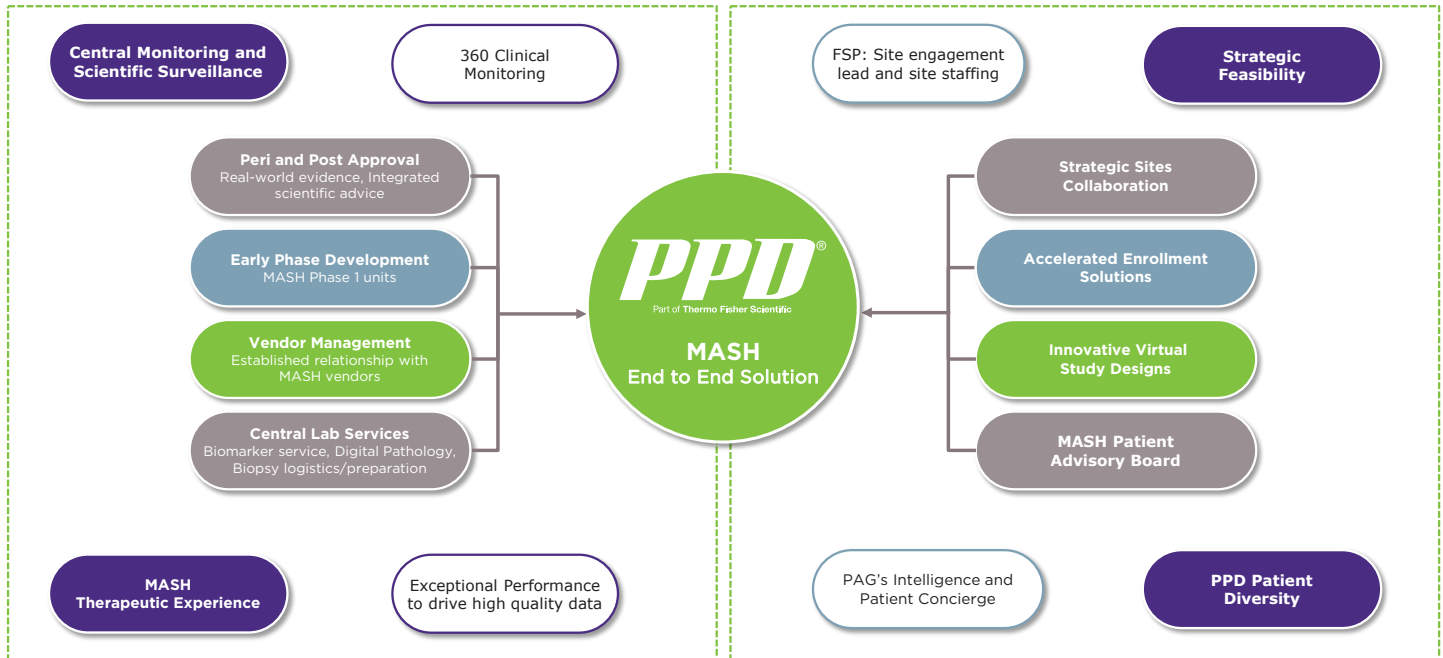 Central Monitoring and
Scientific Surveillance
360 Clinical
Monitoring
FSP: Site engagement
lead and site staffing
Strategic
Feasibility
Peri and Post Approval
Real-world evidence, Integrated
scientific advice
Early Phase Development
MASH Phase 1 units
Vendor Management
Established relationship with
MASH vendors
Central Lab Services
Biomarker service, Digital Pathology,
Biopsy logistics/preparation
PPD®
Part of Thermo Fisher Scientific
MASH
End to End Solution
Strategic Sites
Collaboration
Accelerated Enrollment
Solutions
Innovative Virtual
Study Designs
MASH Patient
Advisory Board
MASH
Therapeutic Experience
Exceptional Performance
to drive high quality data
PAG's Intelligence and
Patient Concierge
PPD Patient
Diversity